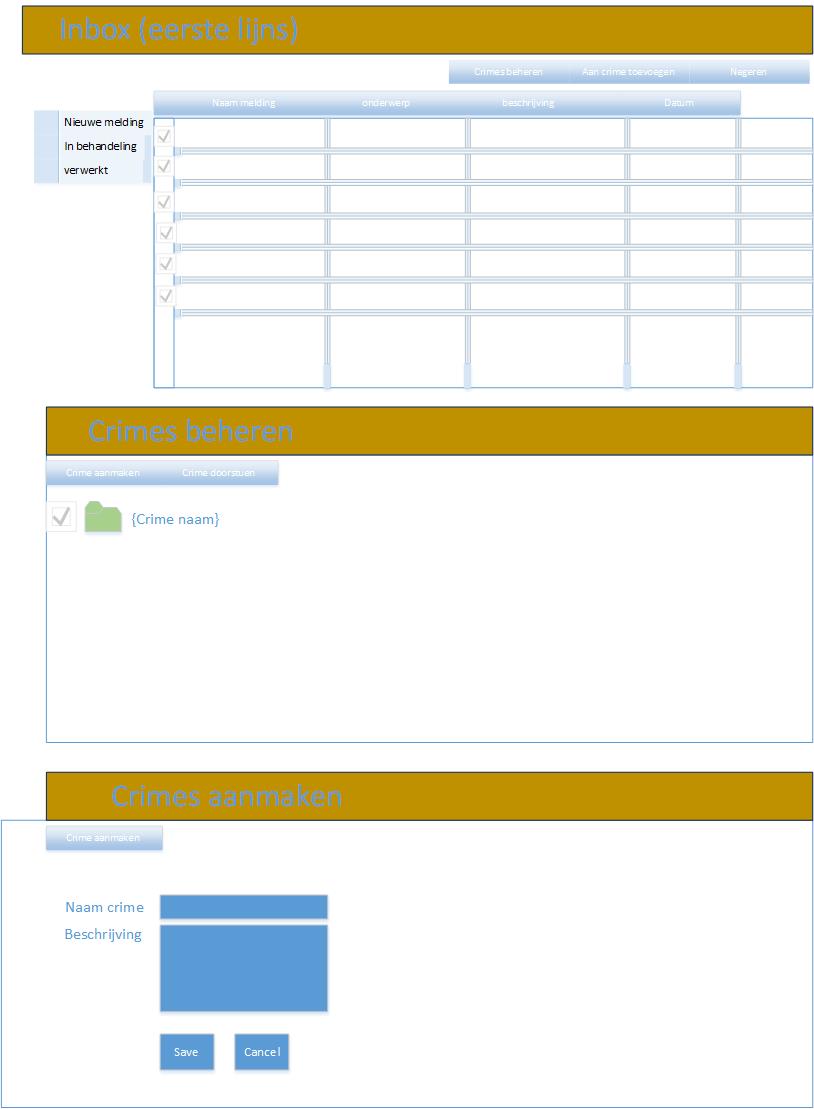 Inbox (eerste lijns)
Crimes beheren Aan crime toevoegen Negeren
Naam melding onderwerp beschrijving Datum
Nieuwe melding
In behandeling
verwerkt
Crimes beheren
Crime aanmaken Crime doorstuen
{Crime naam}
Crimes aanmaken
Crime aanmaken
Naam crime
Beschrijving
Save Cancel